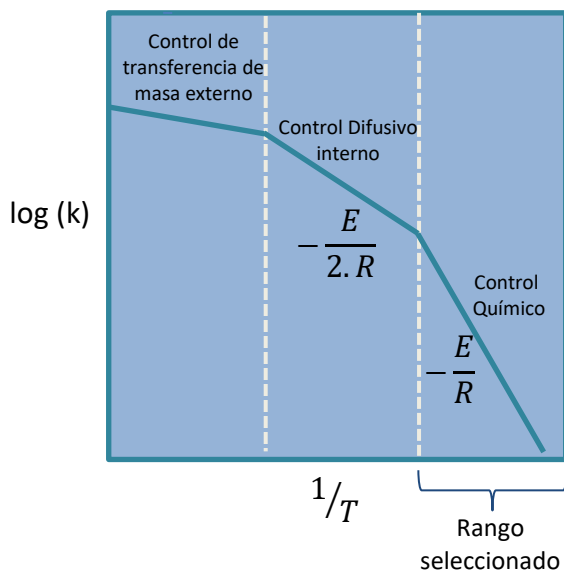 Control de
transferencia de
masa externo
Control Difusivo
interno
log (k)
− E / 2. R
Control
Químico
− E / R
1/T
Rango
seleccionado